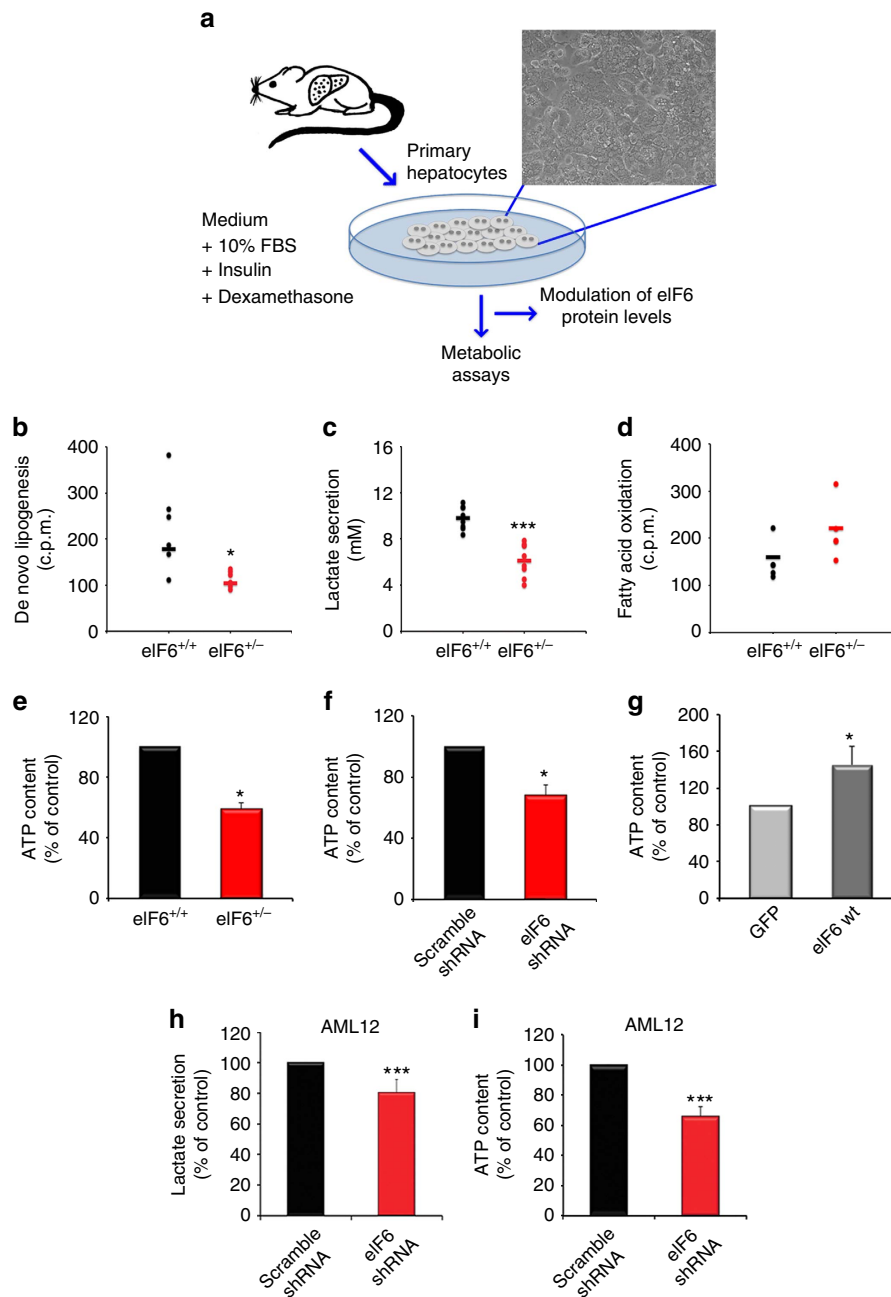 a
Primary
hepatocytes
Medium
+ 10% FBS
+ Insulin
+ Dexamethasone
Modulation of eIF6
protein levels
Metabolic
assays
b
De novo lipogenesis
(c.p.m.)
400
300
200
100
0
*
eIF6+/+ eIF6+/−
c
Lactate secretion
(mM)
16
12
8
4
0
***
eIF6+/+ eIF6+/−
d
Fatty acid oxidation
(c.p.m.)
400
300
200
100
0
eIF6+/+ eIF6+/−
e
ATP content
(% of control)
120
80
40
0
*
eIF6+/+ eIF6+/−
f
ATP content
(% of control)
120
80
40
0
*
Scramble
shRNA
eIF6
shRNA
g
ATP content
(% of control)
200
160
120
80
40
0
*
GFP
eIF6 wt
h
AML12
Lactate secretion
(% of control)
120
100
80
60
40
20
0
***
Scramble
shRNA
eIF6
shRNA
i
AML12
ATP content
(% of control)
120
100
80
60
40
20
0
***
Scramble
shRNA
eIF6
shRNA